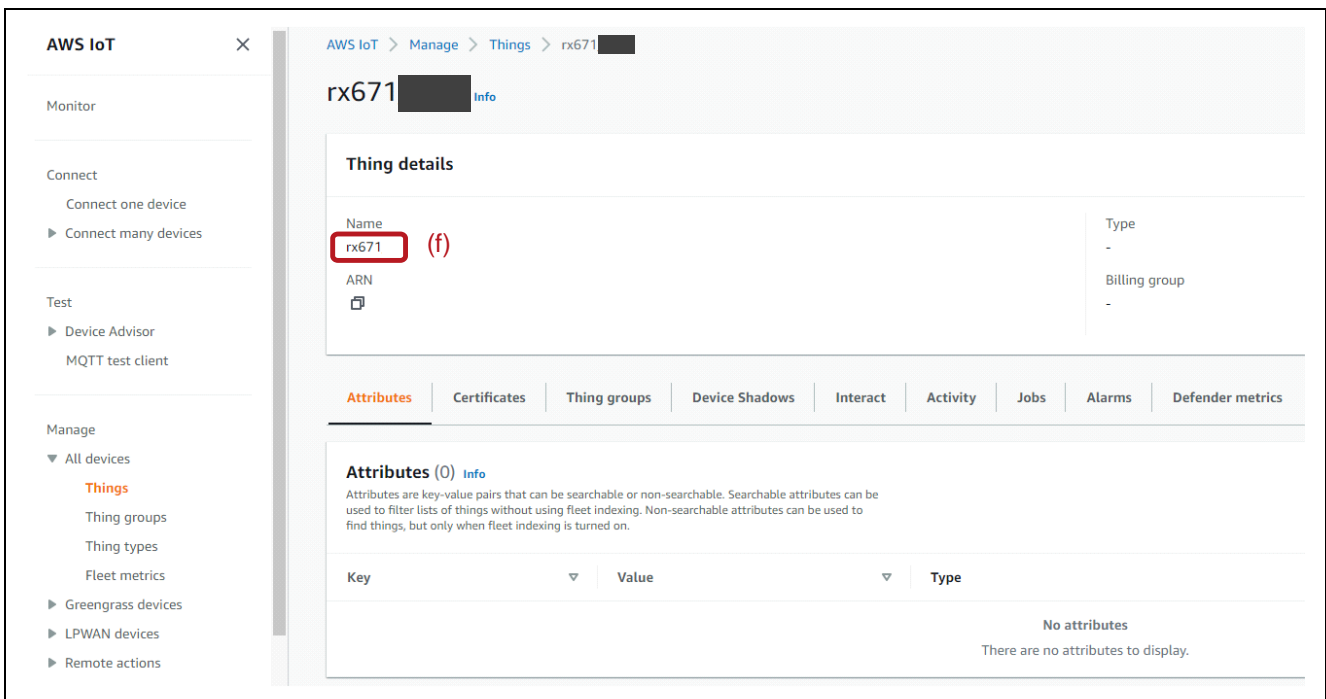 AWS IoT
Monitor
Connect
Connect one device
Connect many devices
Test
Device Advisor
MQTT test client
Manage
All devices
Things
Thing groups
Thing types
Fleet metrics
Greengrass devices
LPWAN devices
Remote actions
AWS IoT > Manage > Things > rx671
rx671 Info
Thing details
Name
rx671 (f)
ARN
Type
-
Billing group
-
Attributes Certificates Thing groups Device Shadows Interact Activity Jobs Alarms Defender metrics
Attributes (0) Info
Attributes are key-value pairs that can be searchable or non-searchable. Searchable attributes can be
used to filter lists of things without using fleet indexing. Non-searchable attributes can be used to
find things, but only when fleet indexing is turned on.
Key Value Type
No attributes
There are no attributes to display.